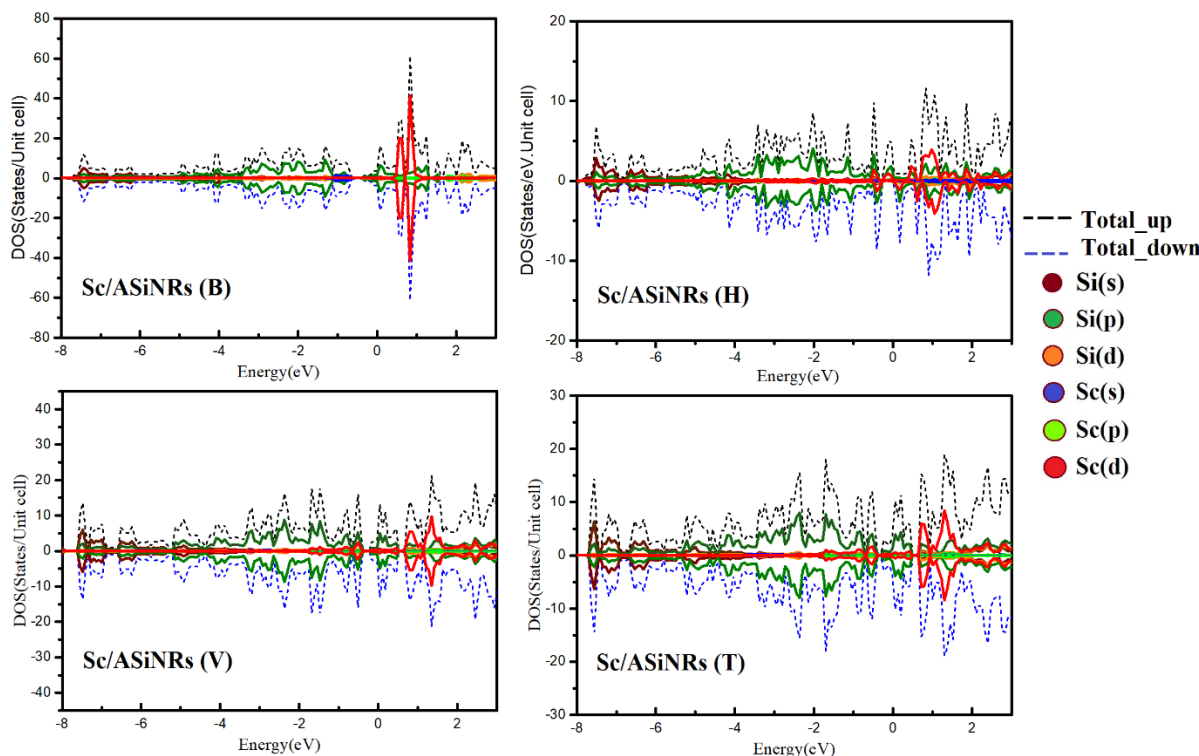 80
60
40
20
0
-20
-40
-60
-80
DOS(States/Unit cell)
Sc/ASiNRs (B)
-8 -6 -4 -2 0 2
Energy(eV)
20
10
0
-10
-20
DOS(States/eV.Unit cell)
Sc/ASiNRs (H)
-8 -6 -4 -2 0 2
Energy(eV)
40
30
20
10
0
-10
-20
-30
-40
DOS(States/Unit cell)
Sc/ASiNRs (V)
-8 -6 -4 -2 0 2
Energy(eV)
30
20
10
0
-10
-20
-30
DOS(States/Unit cell)
Sc/ASiNRs (T)
-8 -6 -4 -2 0 2
Energy(eV)
Total_up
Total_down
Si(s)
Si(p)
Si(d)
Sc(s)
Sc(p)
Sc(d)